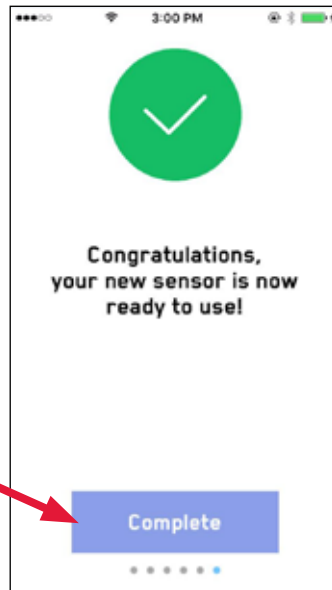 3:00 PM
Congratulations,
your new sensor is now
ready to use!
Complete